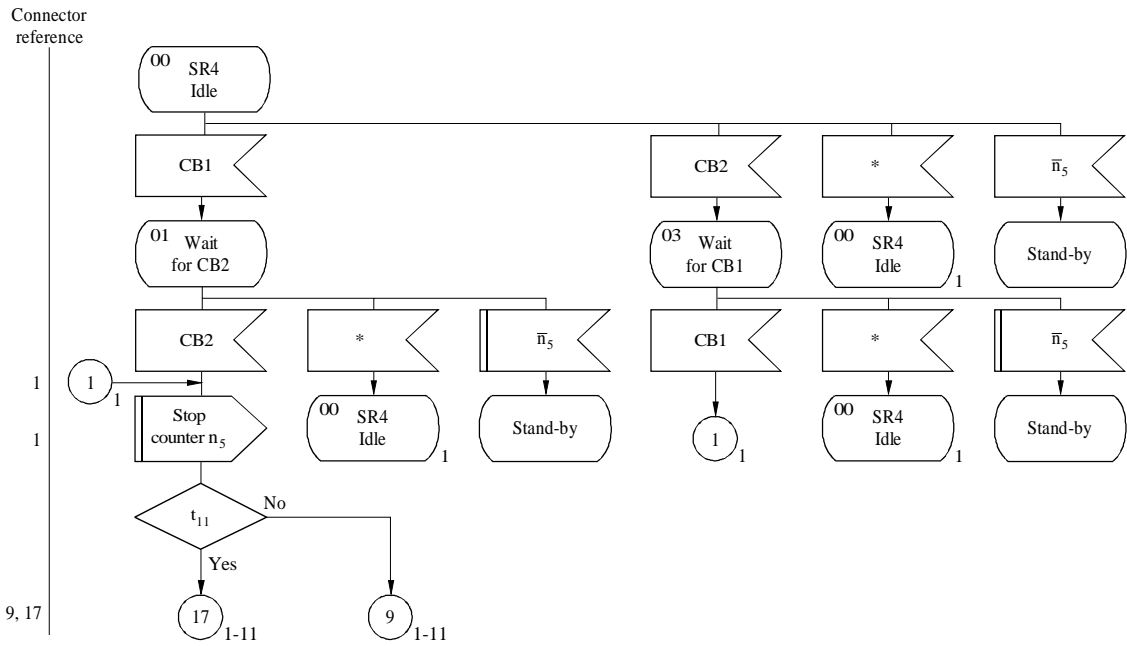 Connector
reference
00
SR4
Idle
CB1
CB2
*
n̅₅
01
Wait
for CB2
03
Wait
for CB1
00
SR4
Idle
1
Stand-by
CB2
*
n̅₅
CB1
*
n̅₅
1
1
1
Stop
counter n₅
00
SR4
Idle
1
Stand-by
1
1
00
SR4
Idle
1
Stand-by
1
t₁₁
No
Yes
9, 17
17
1-11
9
1-11